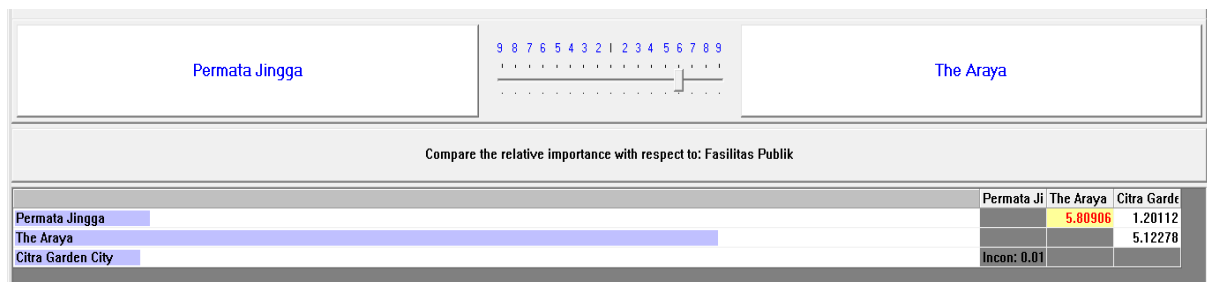 Permata Jingga
9 8 7 6 5 4 3 2 1 2 3 4 5 6 7 8 9
The Araya
Compare the relative importance with respect to: Fasilitas Publik
Permata Ji The Araya Citra Garde
Permata Jingga 5.80906 1.20112
The Araya 5.12278
Citra Garden City Incon: 0.01